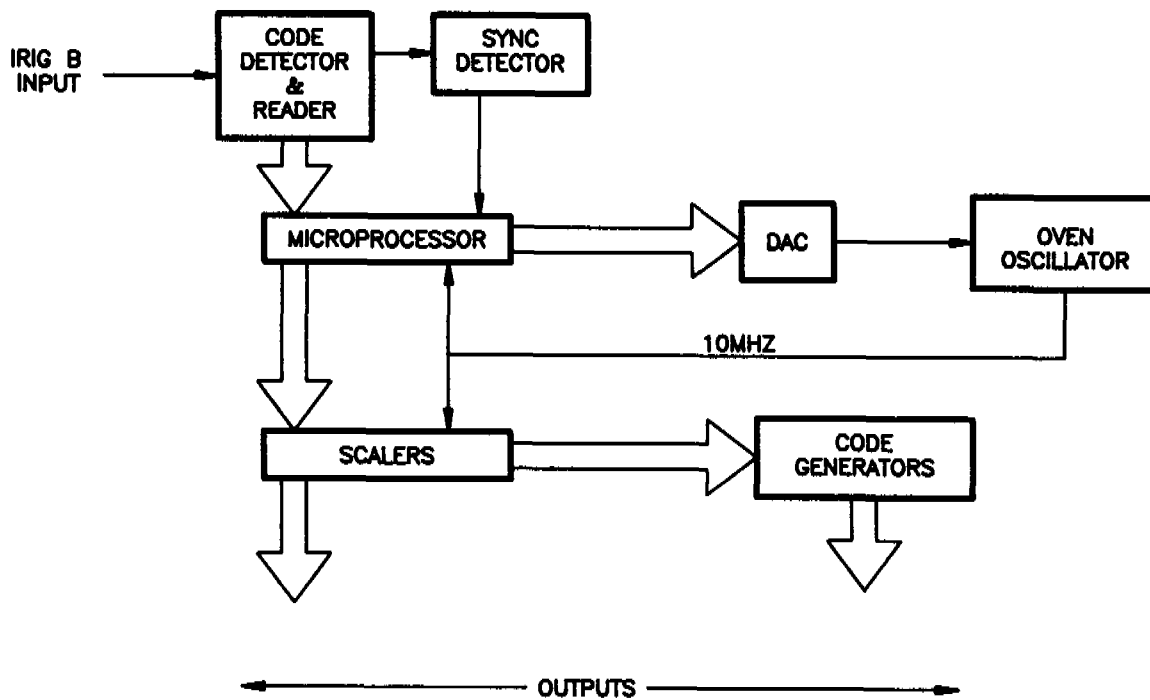 IRIG B
INPUT
CODE
DETECTOR
&
READER
SYNC
DETECTOR
MICROPROCESSOR
DAC
OVEN
OSCILLATOR
10MHZ
SCALERS
CODE
GENERATORS
OUTPUTS